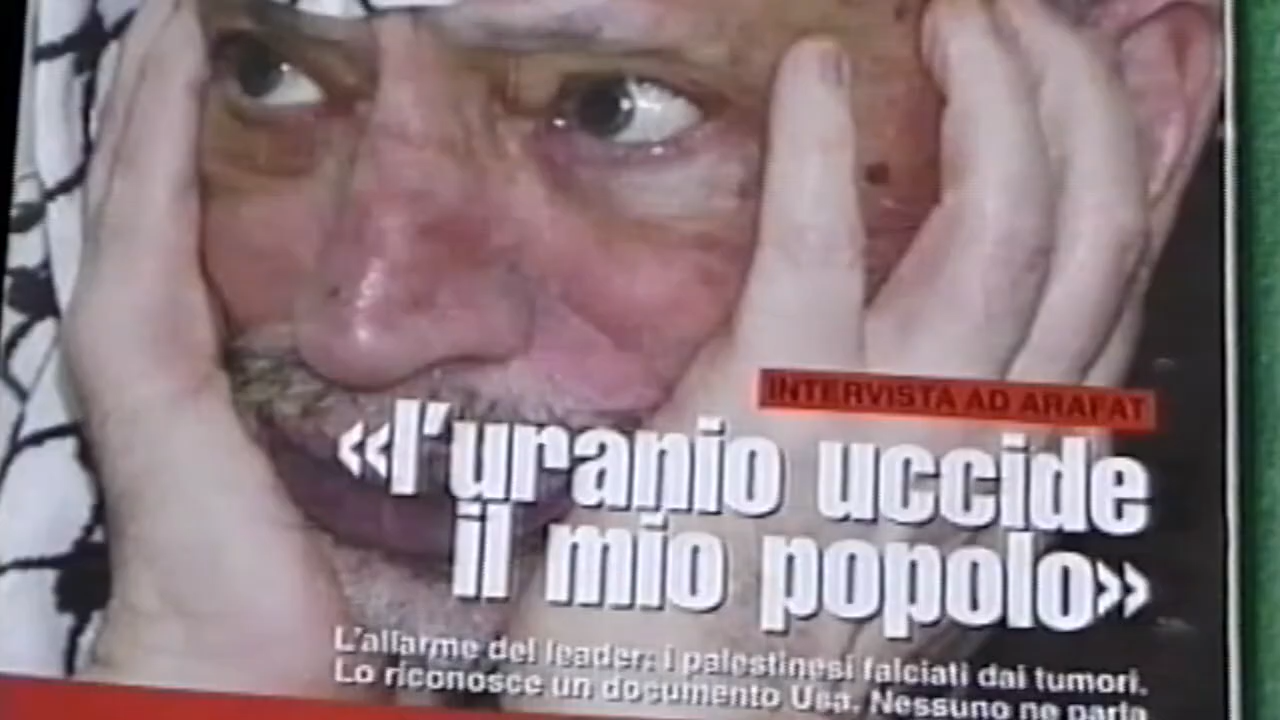 INTERVISTA AD ARAFAT
«l'uranio uccide
il mio popolo»
L'allarme del leader: i palestinesi falciati dai tumori.
Lo riconosce un documento Usa. Nessuno ne parla